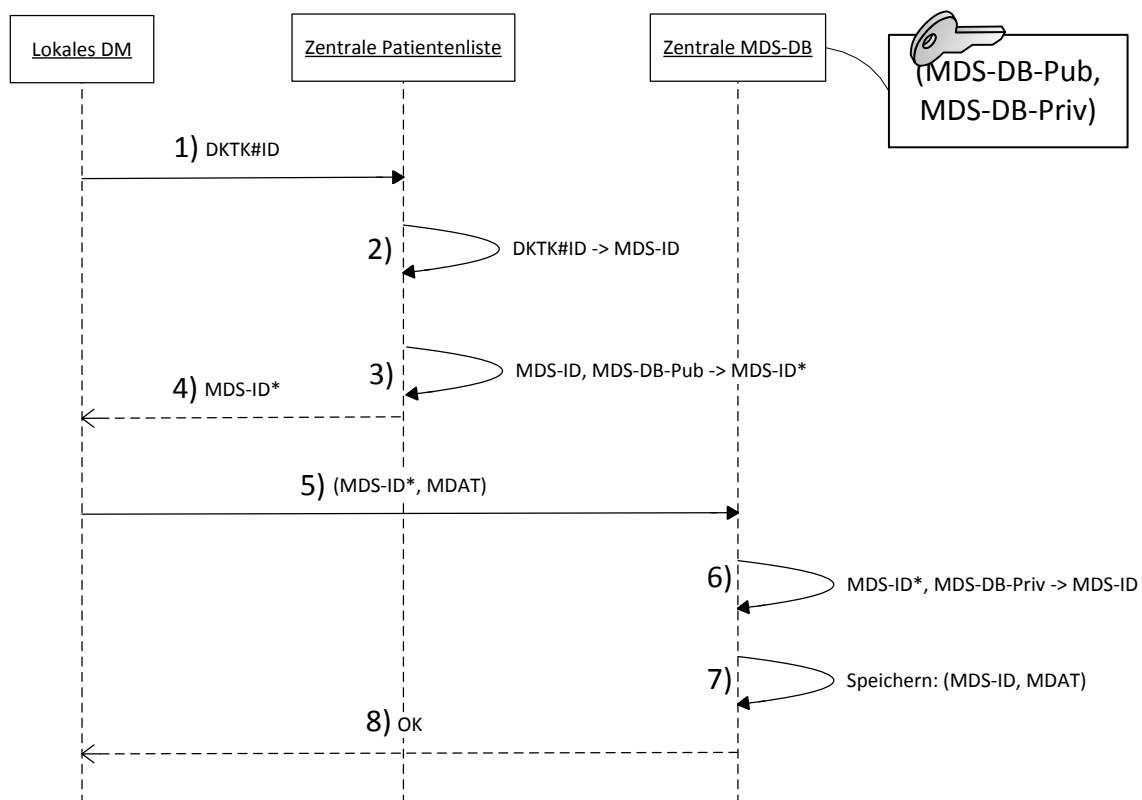 Lokales DM
Zentrale Patientenliste
Zentrale MDS-DB
(MDS-DB-Pub,
MDS-DB-Priv)
1) DKTK#ID
2) DKTK#ID -> MDS-ID
3) MDS-ID, MDS-DB-Pub -> MDS-ID*
4) MDS-ID*
5) (MDS-ID*, MDAT)
6) MDS-ID*, MDS-DB-Priv -> MDS-ID
7) Speichern: (MDS-ID, MDAT)
8) OK